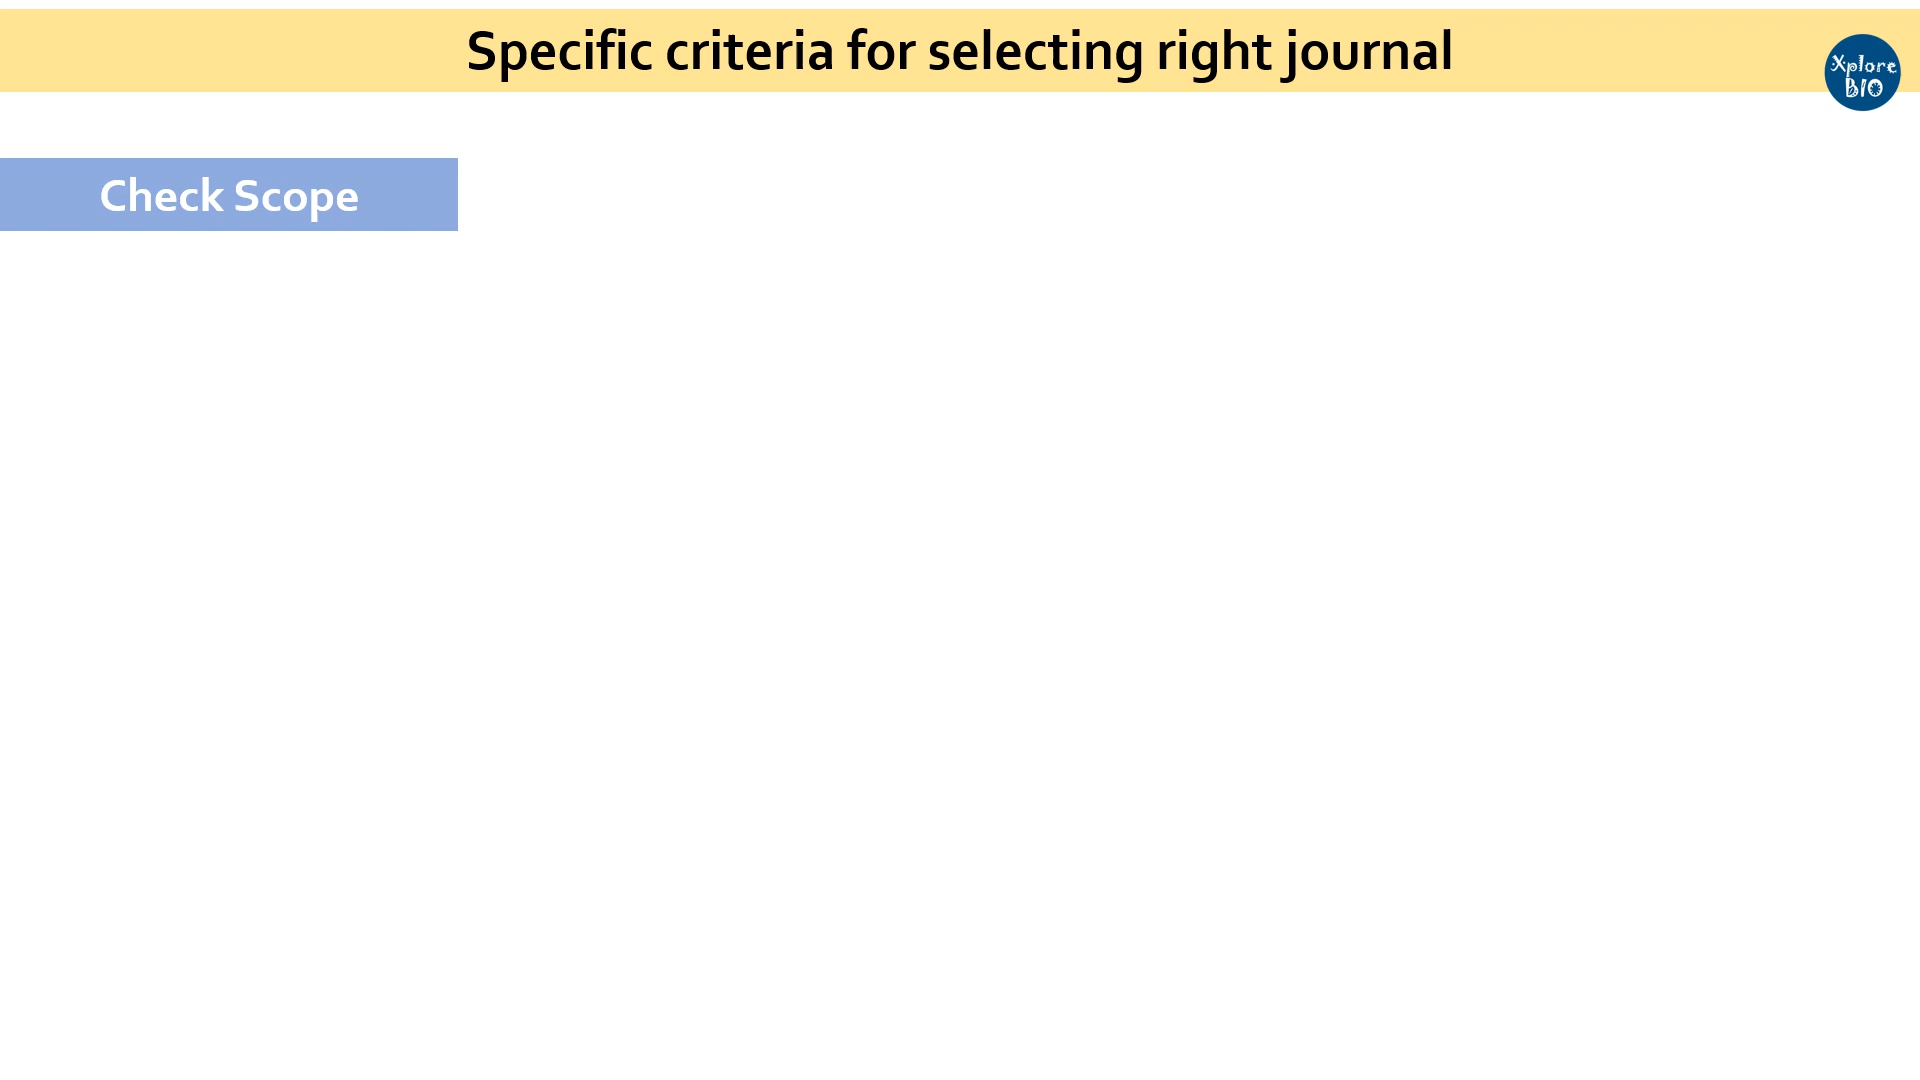 Specific criteria for selecting right journal
Xplore
BIO
Check Scope